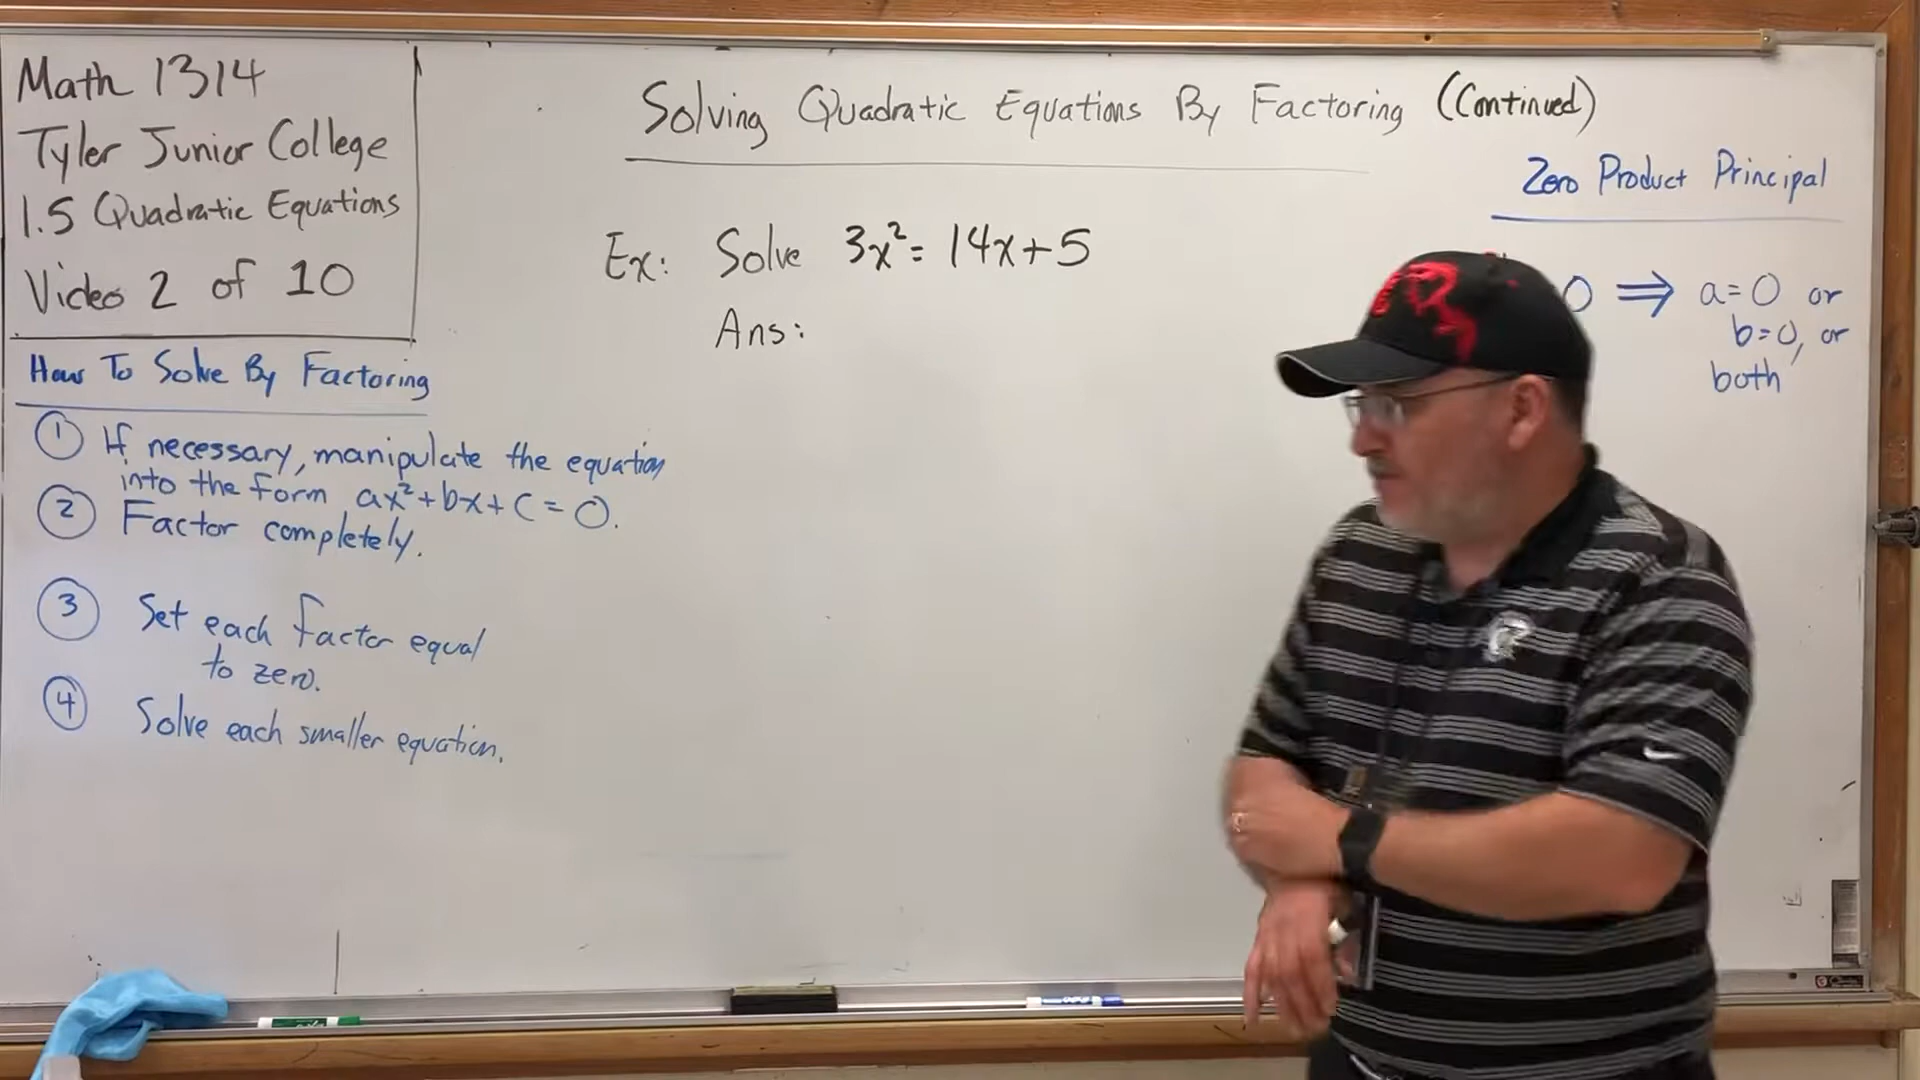 Math 1314
Tyler Junior College
1.5 Quadratic Equations
Video 2 of 10
Solving Quadratic Equations By Factoring (Continued)
Zero Product Principal
0 ⟹ a=0 or
b=0, or
both
Ex: Solve 3x²= 14x+5
Ans:
How To Solve By Factoring
① If necessary, manipulate the equation
into the form ax²+bx+c=0.
② Factor completely.
③ Set each factor equal
to zero.
④ Solve each smaller equation.